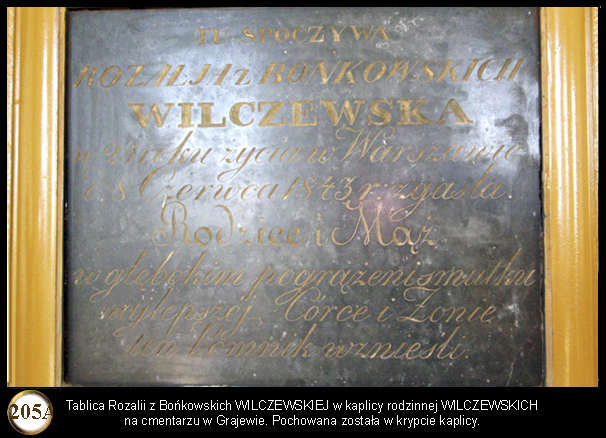 TU SPOCZYWA
ROZALIJA z BOŃKOWSKICH
WILCZEWSKA
w 23 roku życia w Warszawie
d. 8 Czerwca 1843 r. zgasła.
Rodzice i Mąż
w głębokim pogrążeni smutku
najlepszej Córce i Żonie
ten Pomnik wznieśli.
205A
Tablica Rozalii z Bońkowskich WILCZEWSKIEJ w kaplicy rodzinnej WILCZEWSKICH
na cmentarzu w Grajewie. Pochowana została w krypcie kaplicy.